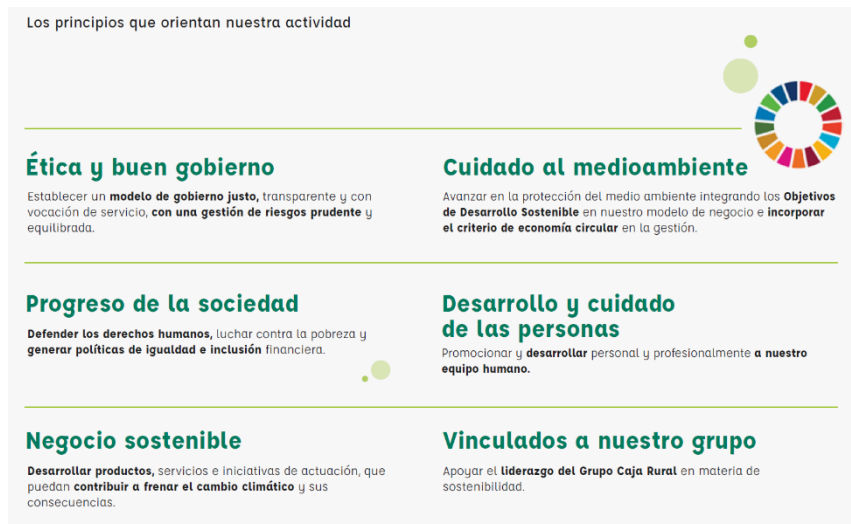 Los principios que orientan nuestra actividad
Ética y buen gobierno
Establecer un modelo de gobierno justo, transparente y con
vocación de servicio, con una gestión de riesgos prudente y
equilibrada.
Cuidado al medioambiente
Avanzar en la protección del medio ambiente integrando los Objetivos
de Desarrollo Sostenible en nuestro modelo de negocio e incorporar
el criterio de economía circular en la gestión.
Progreso de la sociedad
Defender los derechos humanos, luchar contra la pobreza y
generar políticas de igualdad e inclusión financiera.
Desarrollo y cuidado
de las personas
Promocionar y desarrollar personal y profesionalmente a nuestro
equipo humano.
Negocio sostenible
Desarrollar productos, servicios e iniciativas de actuación, que
puedan contribuir a frenar el cambio climático y sus
consecuencias.
Vinculados a nuestro grupo
Apoyar el liderazgo del Grupo Caja Rural en materia de
sostenibilidad.